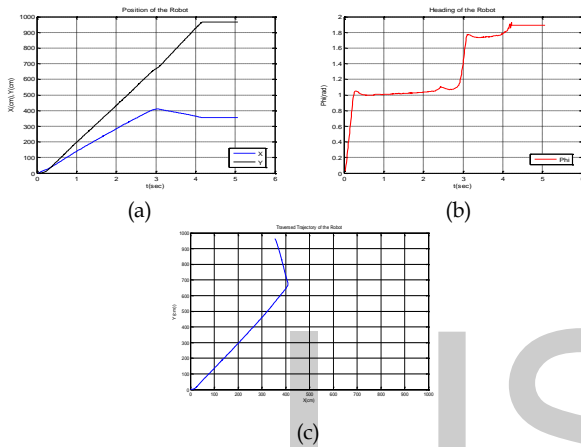 Position of the Robot
X(cm),Y(cm)
1000
900
800
700
600
500
400
300
200
100
0
0 1 2 3 4 5 6
t(sec)
X
Y
(a)
Heading of the Robot
Phi(rad)
2
1.8
1.6
1.4
1.2
1
0.8
0.6
0.4
0.2
0
0 1 2 3 4 5 6
t(sec)
Phi
(b)
Traversed Trajectory of the Robot
Y(cm))
1000
900
800
700
600
500
400
300
200
100
0
0 100 200 300 400 500 600 700 800 900 1000
X(cm)
(c)
IS